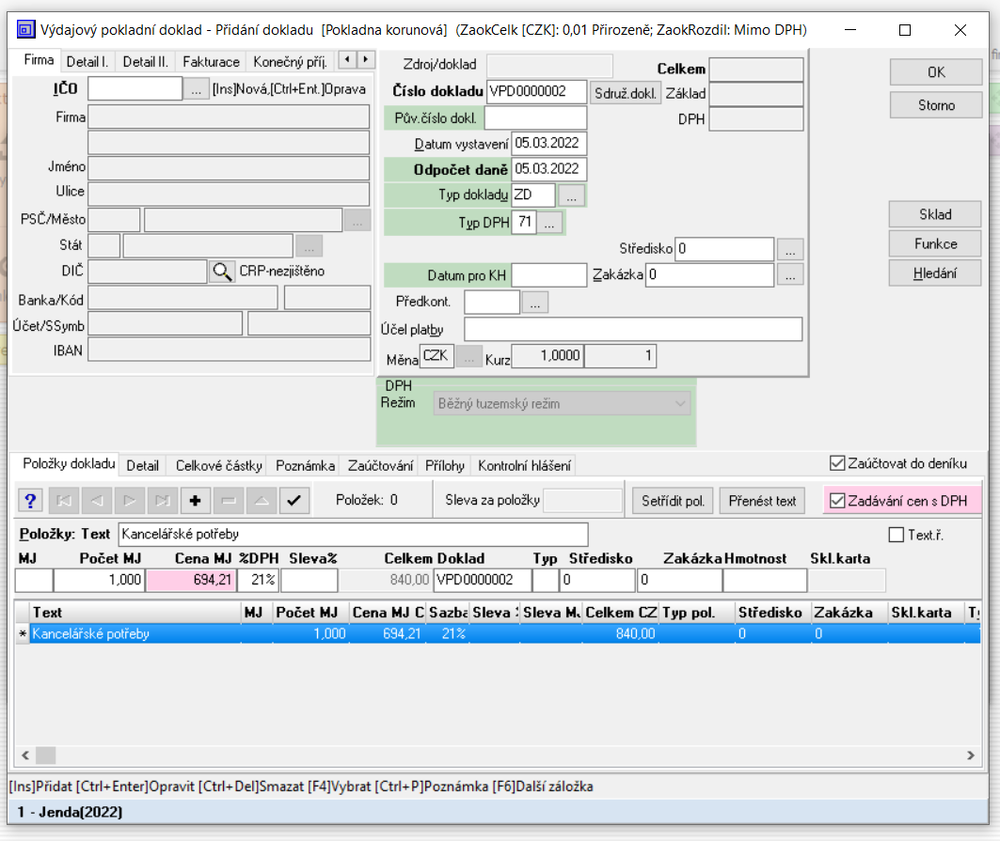 Výdajový pokladní doklad - Přidání dokladu [Pokladna korunová] (ZaokCelk [CZK]: 0,01 Přirozeně; ZaokRozdil: Mimo DPH)
Firma Detail I. Detail II. Fakturace Konečný příj.
IČO ... [Ins]Nová,[Ctrl+Ent.]Oprava
Firma
Jméno
Ulice
PSČ/Město ...
Stát ...
DIČ CRP-nezjištěno
Banka/Kód
Účet/SSymb
IBAN
Zdroj/doklad Celkem
Číslo dokladu VPD0000002 Sdruž.dokl. Základ
Pův.číslo dokl. DPH
Datum vystavení 05.03.2022
Odpočet daně 05.03.2022
Typ dokladu ZD ...
Typ DPH 71 ...
Středisko 0 ...
Datum pro KH Zakázka 0 ...
Předkont. ...
Účel platby
Měna CZK ... Kurz 1,0000 1
DPH
Režim Běžný tuzemský režim
OK
Storno
Sklad
Funkce
Hledání
Položky dokladu Detail Celkové částky Poznámka Zaúčtování Přílohy Kontrolní hlášení Zaúčtovat do deníku
? Položek: 0 Sleva za položky Setřídit pol. Přenést text Zadávání cen s DPH
Položky: Text Kancelářské potřeby Text.ř.
MJ Počet MJ Cena MJ %DPH Sleva% Celkem Doklad Typ Středisko Zakázka Hmotnost Skl.karta
1,000 694,21 21% 840,00 VPD0000002 0 0
Text MJ Počet MJ Cena MJ C Sazba Sleva Sleva M. Celkem CZ Typ pol. Středisko Zakázka Skl.karta
* Kancelářské potřeby 1,000 694,21 21% 840,00 0 0
[Ins]Přidat [Ctrl+Enter]Opravit [Ctrl+Del]Smazat [F4]Vybrat [Ctrl+P]Poznámka [F6]Další záložka
1 - Jenda(2022)